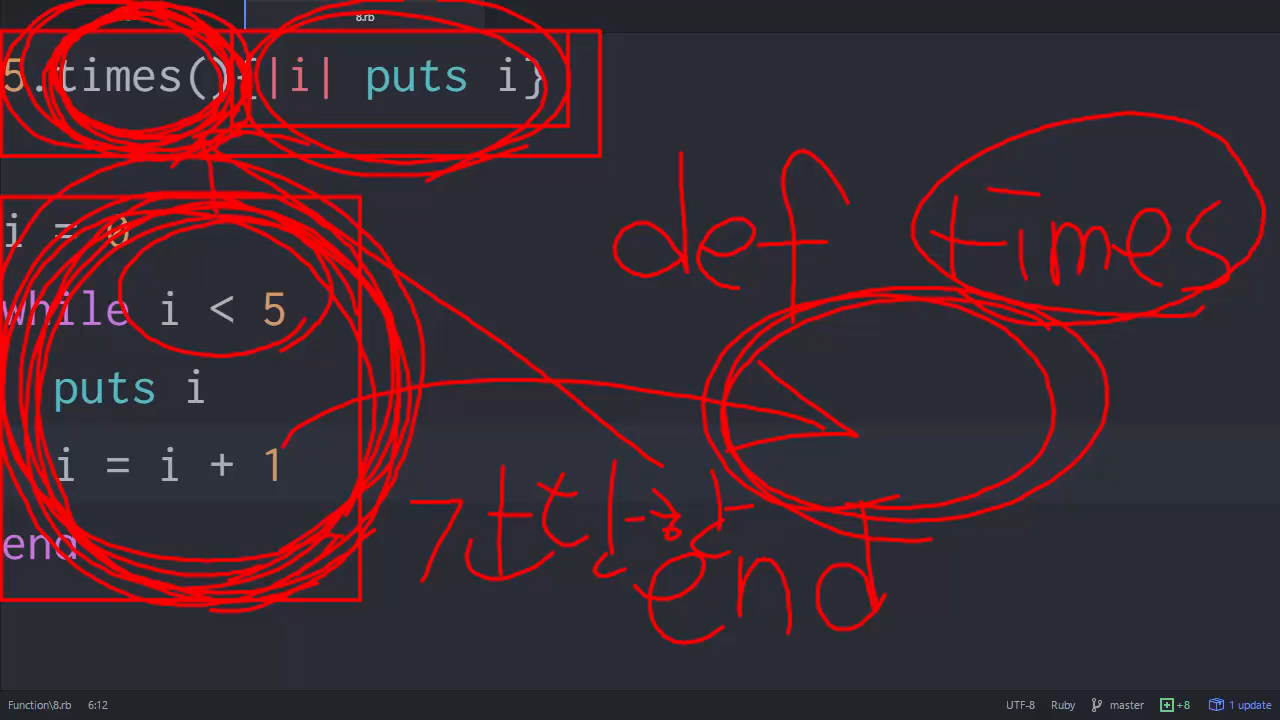 8.rb
5.times(){|i| puts i}
i = 0
while i < 5
puts i
i = i + 1
end
def times
end
Function\8.rb 6:12 UTF-8 Ruby master +8 1 update